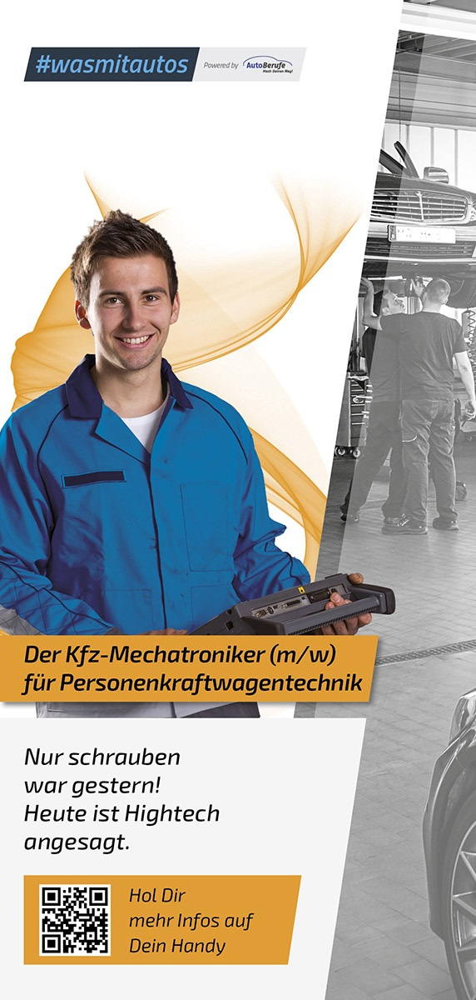 #wasmitautos
Powered by AutoBerufe
Mach Deinen Weg!
Der Kfz-Mechatroniker (m/w)
für Personenkraftwagentechnik
Nur schrauben
war gestern!
Heute ist Hightech
angesagt.
Hol Dir
mehr Infos auf
Dein Handy